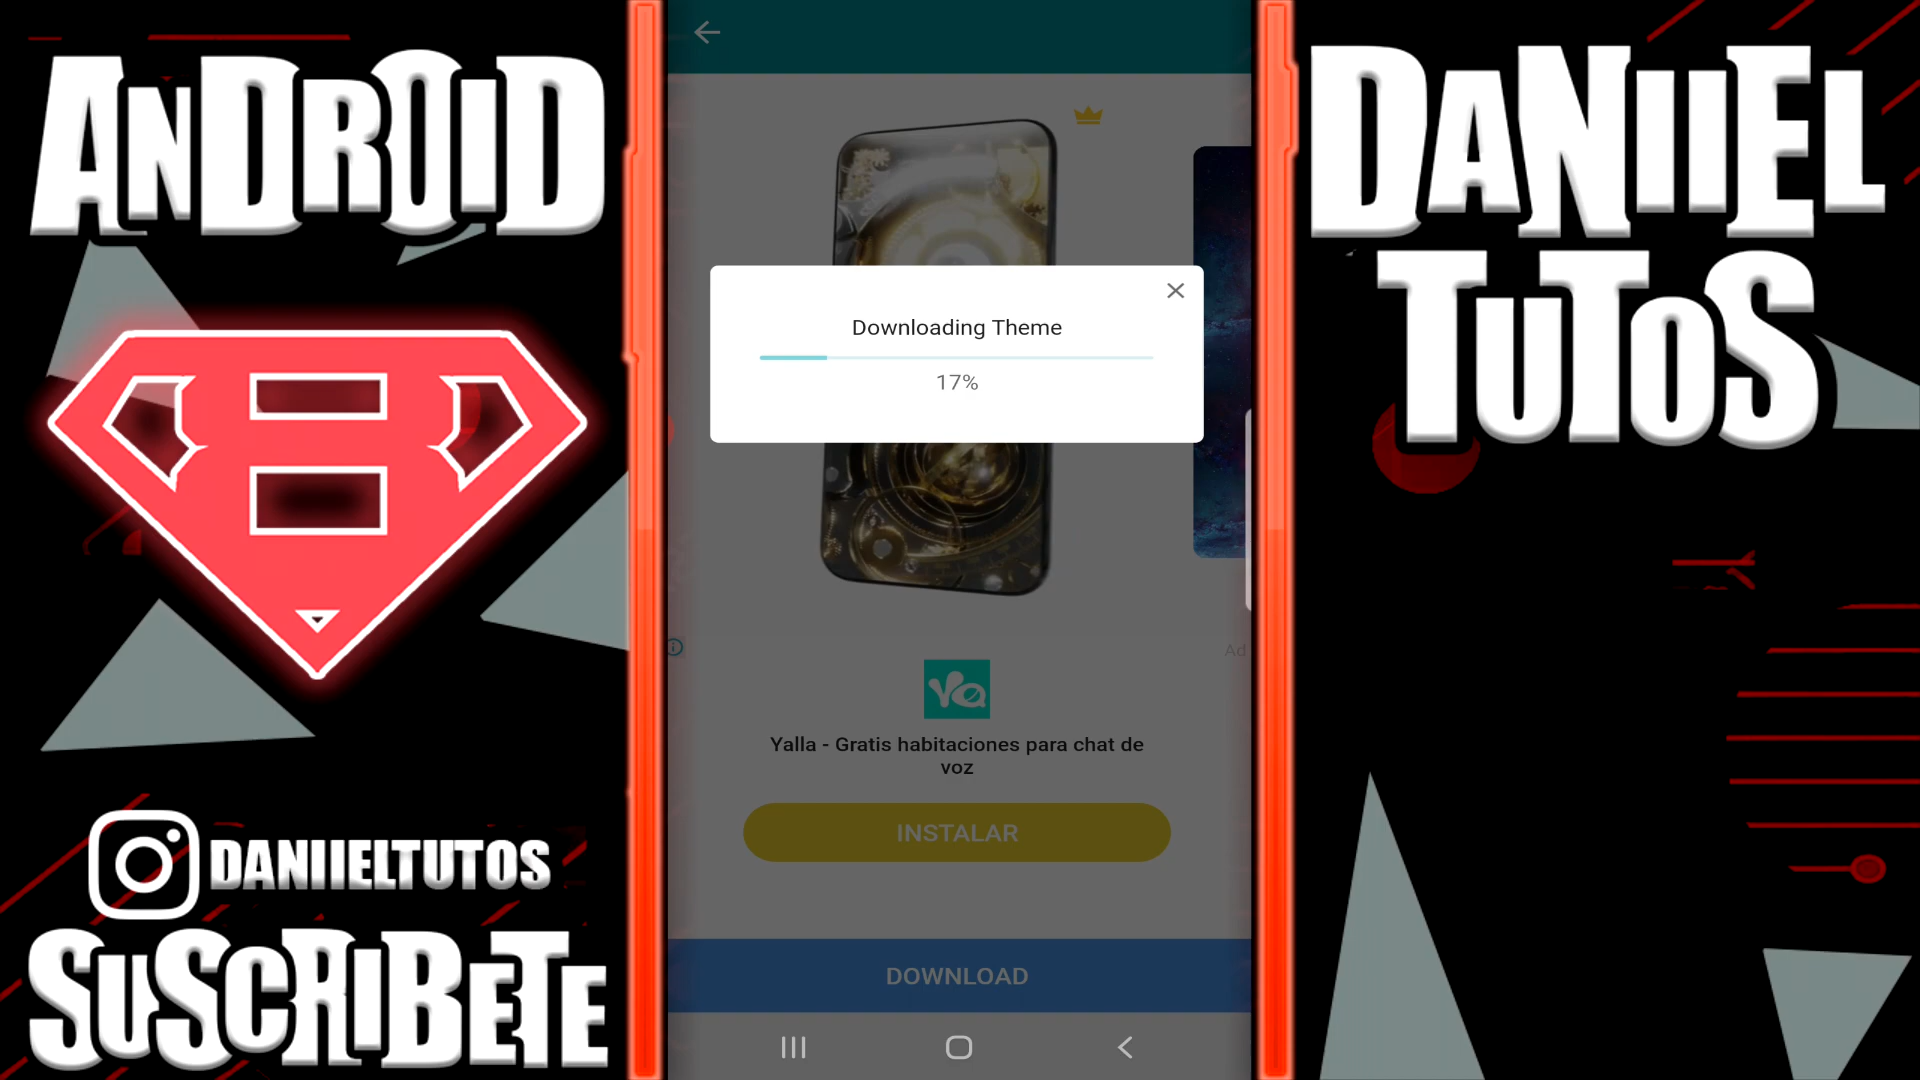 ANDROID
DANIIEL
TUTOS
Downloading Theme
17%
Ad
Yalla - Gratis habitaciones para chat de
voz
INSTALAR
DANIIELTUTOS
SUSCRIBETE
DOWNLOAD